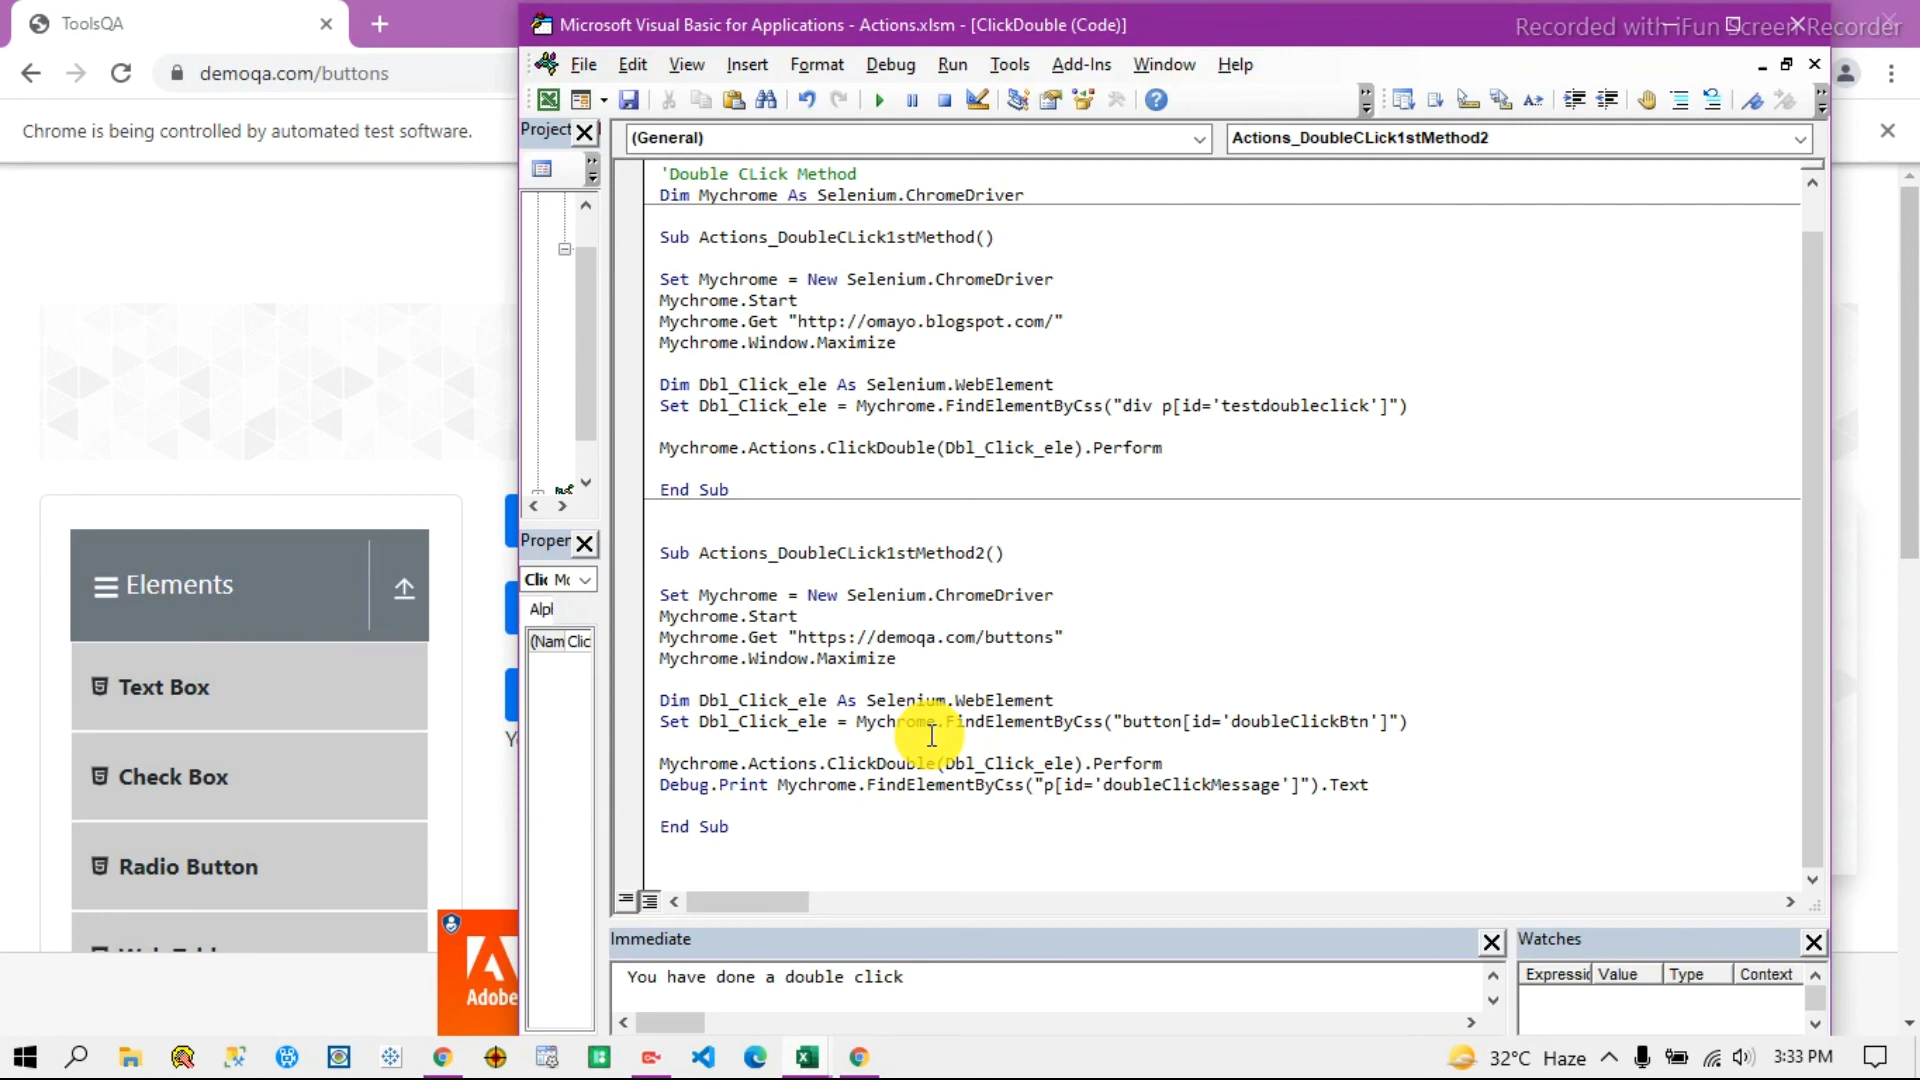 ToolsQA
demoqa.com/buttons
Chrome is being controlled by automated test software.
Elements
Text Box
Check Box
Radio Button
Adobe
Microsoft Visual Basic for Applications - Actions.xlsm - [ClickDouble (Code)]
Recorded with iFun Screen Recorder
File Edit View Insert Format Debug Run Tools Add-Ins Window Help
Project
(General)
Actions_DoubleCLick1stMethod2
'Double CLick Method
Dim Mychrome As Selenium.ChromeDriver
Sub Actions_DoubleCLick1stMethod()
Set Mychrome = New Selenium.ChromeDriver
Mychrome.Start
Mychrome.Get "http://omayo.blogspot.com/"
Mychrome.Window.Maximize
Dim Dbl_Click_ele As Selenium.WebElement
Set Dbl_Click_ele = Mychrome.FindElementByCss("div p[id='testdoubleclick']")
Mychrome.Actions.ClickDouble(Dbl_Click_ele).Perform
End Sub
Sub Actions_DoubleCLick1stMethod2()
Set Mychrome = New Selenium.ChromeDriver
Mychrome.Start
Mychrome.Get "https://demoqa.com/buttons"
Mychrome.Window.Maximize
Dim Dbl_Click_ele As Selenium.WebElement
Set Dbl_Click_ele = Mychrome.FindElementByCss("button[id='doubleClickBtn']")
Mychrome.Actions.ClickDouble(Dbl_Click_ele).Perform
Debug.Print Mychrome.FindElementByCss("p[id='doubleClickMessage']").Text
End Sub
Proper
Clic Mo
Alpl
(Nam Clic
Immediate
You have done a double click
Watches
Expressic Value Type Context
32°C Haze
3:33 PM